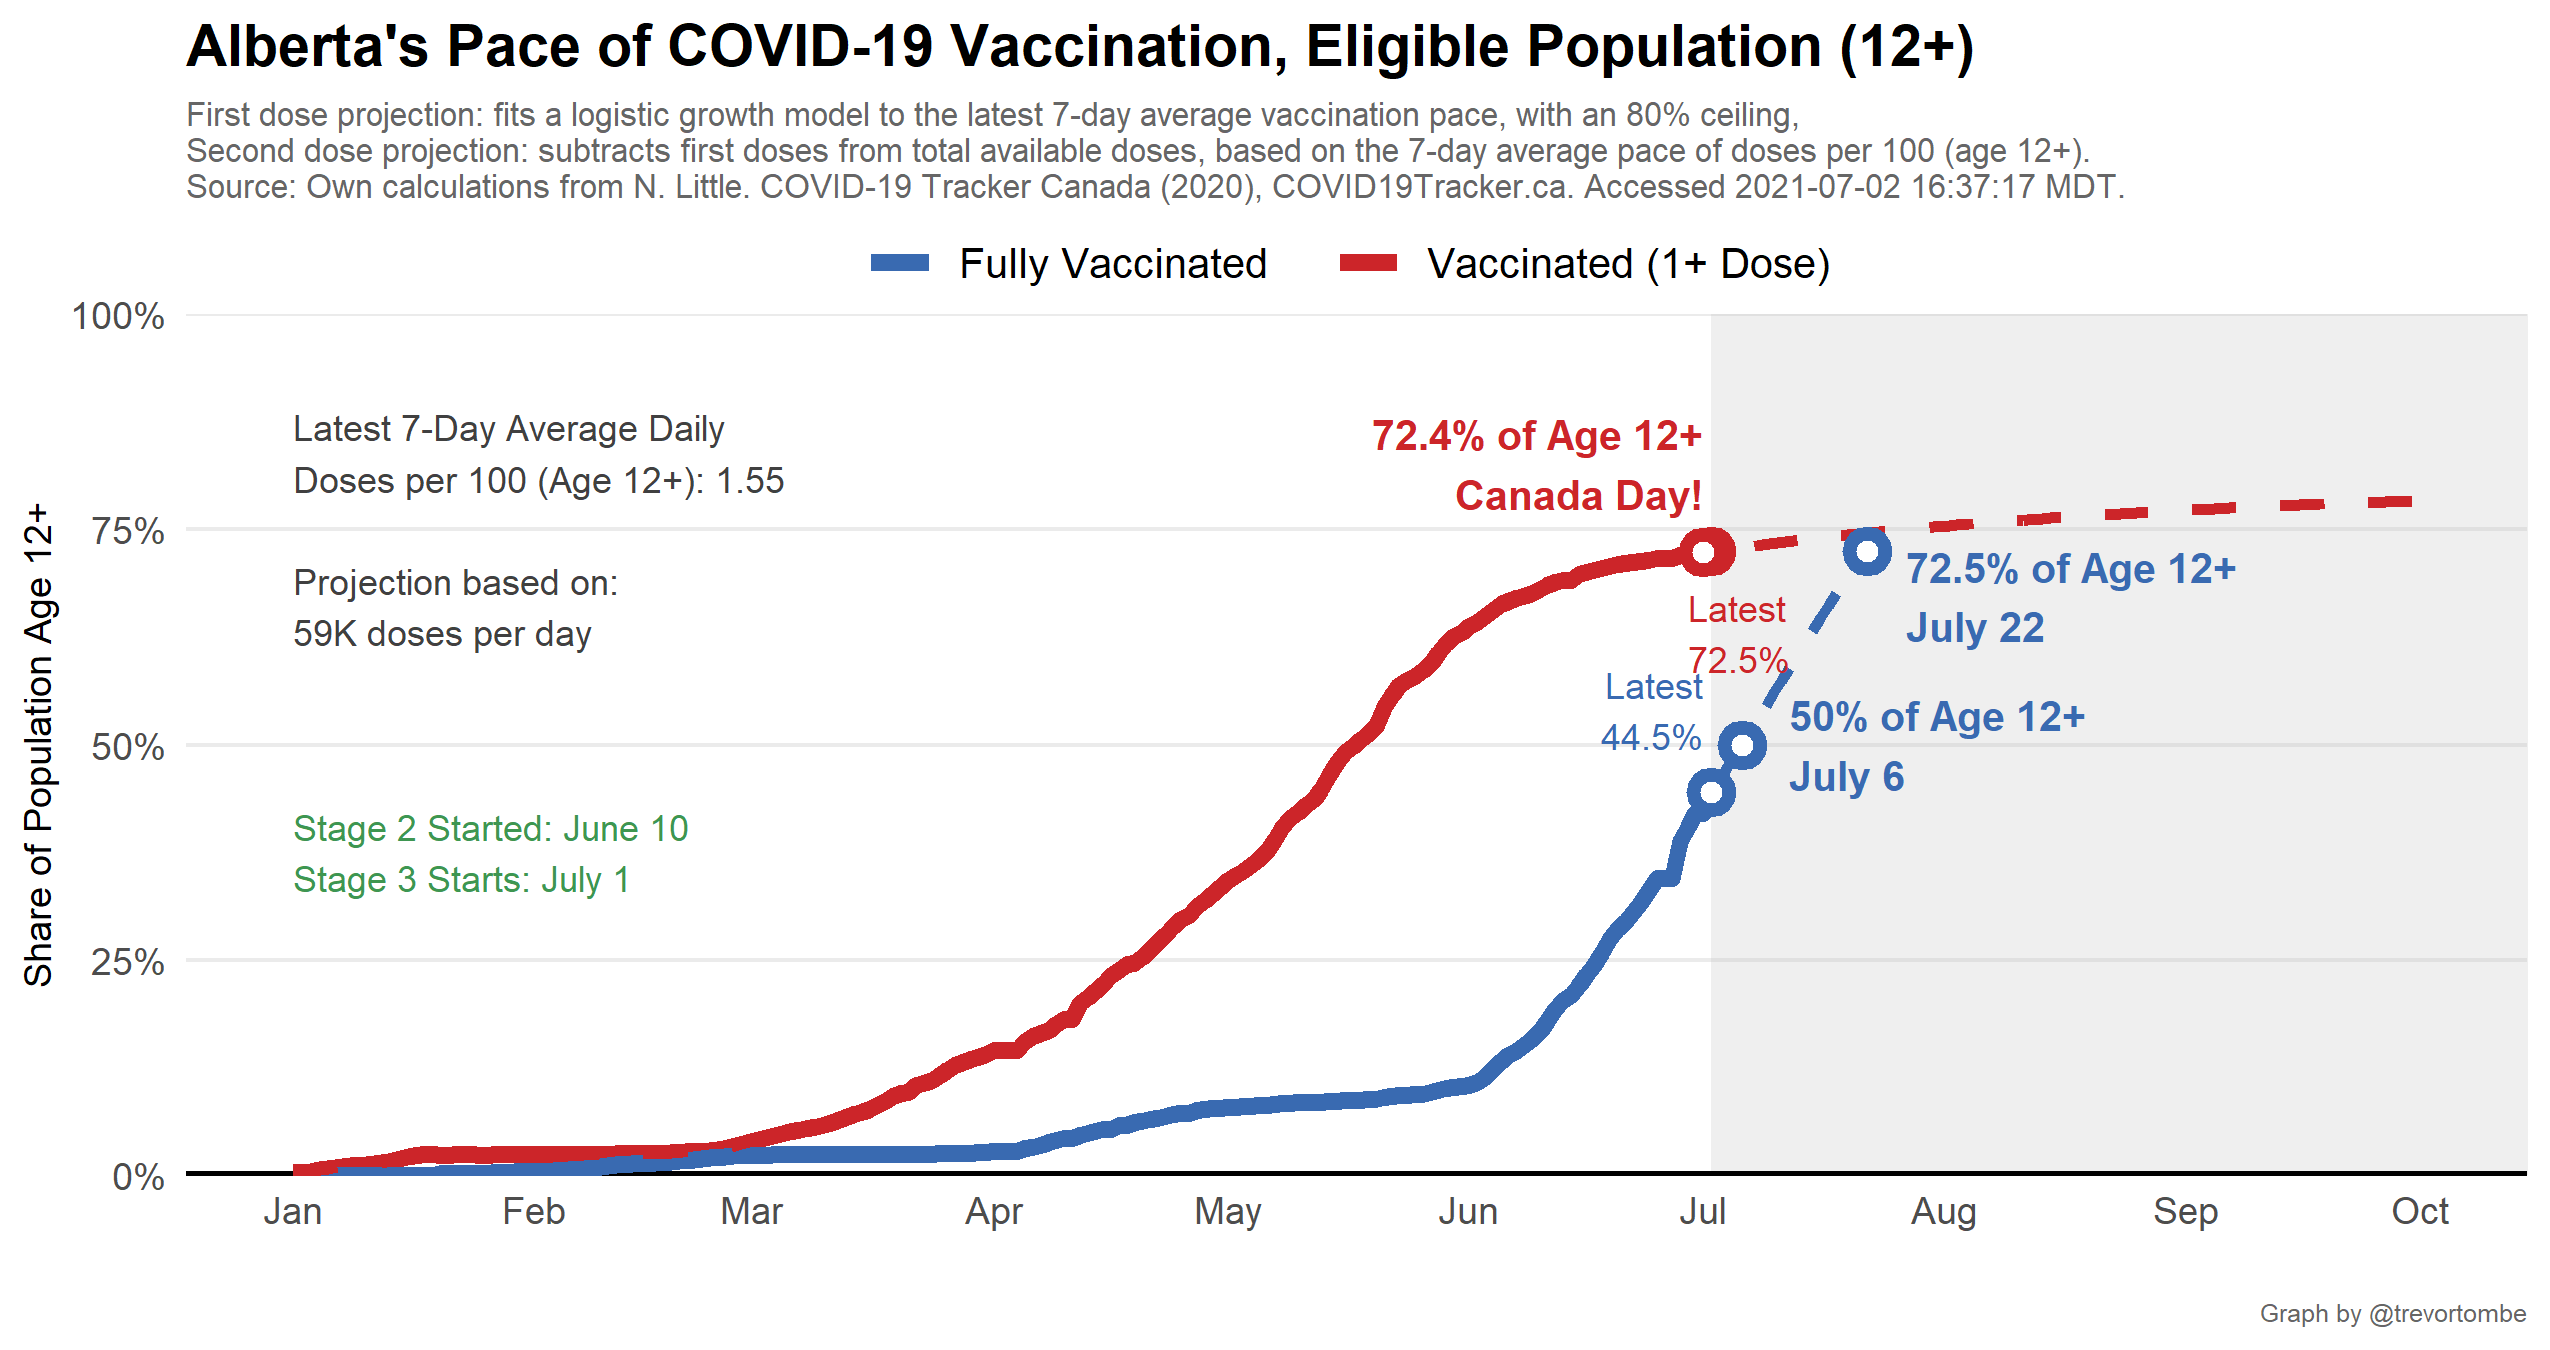 Alberta's Pace of COVID-19 Vaccination, Eligible Population (12+)
First dose projection: fits a logistic growth model to the latest 7-day average vaccination pace, with an 80% ceiling,
Second dose projection: subtracts first doses from total available doses, based on the 7-day average pace of doses per 100 (age 12+).
Source: Own calculations from N. Little. COVID-19 Tracker Canada (2020), COVID19Tracker.ca. Accessed 2021-07-02 16:37:17 MDT.
Fully Vaccinated
Vaccinated (1+ Dose)
Share of Population Age 12+
100%
75%
50%
25%
0%
Latest 7-Day Average Daily
Doses per 100 (Age 12+): 1.55
Projection based on:
59K doses per day
Stage 2 Started: June 10
Stage 3 Starts: July 1
72.4% of Age 12+
Canada Day!
Latest
72.5%
Latest
44.5%
72.5% of Age 12+
July 22
50% of Age 12+
July 6
Jan
Feb
Mar
Apr
May
Jun
Jul
Aug
Sep
Oct
Graph by @trevortombe